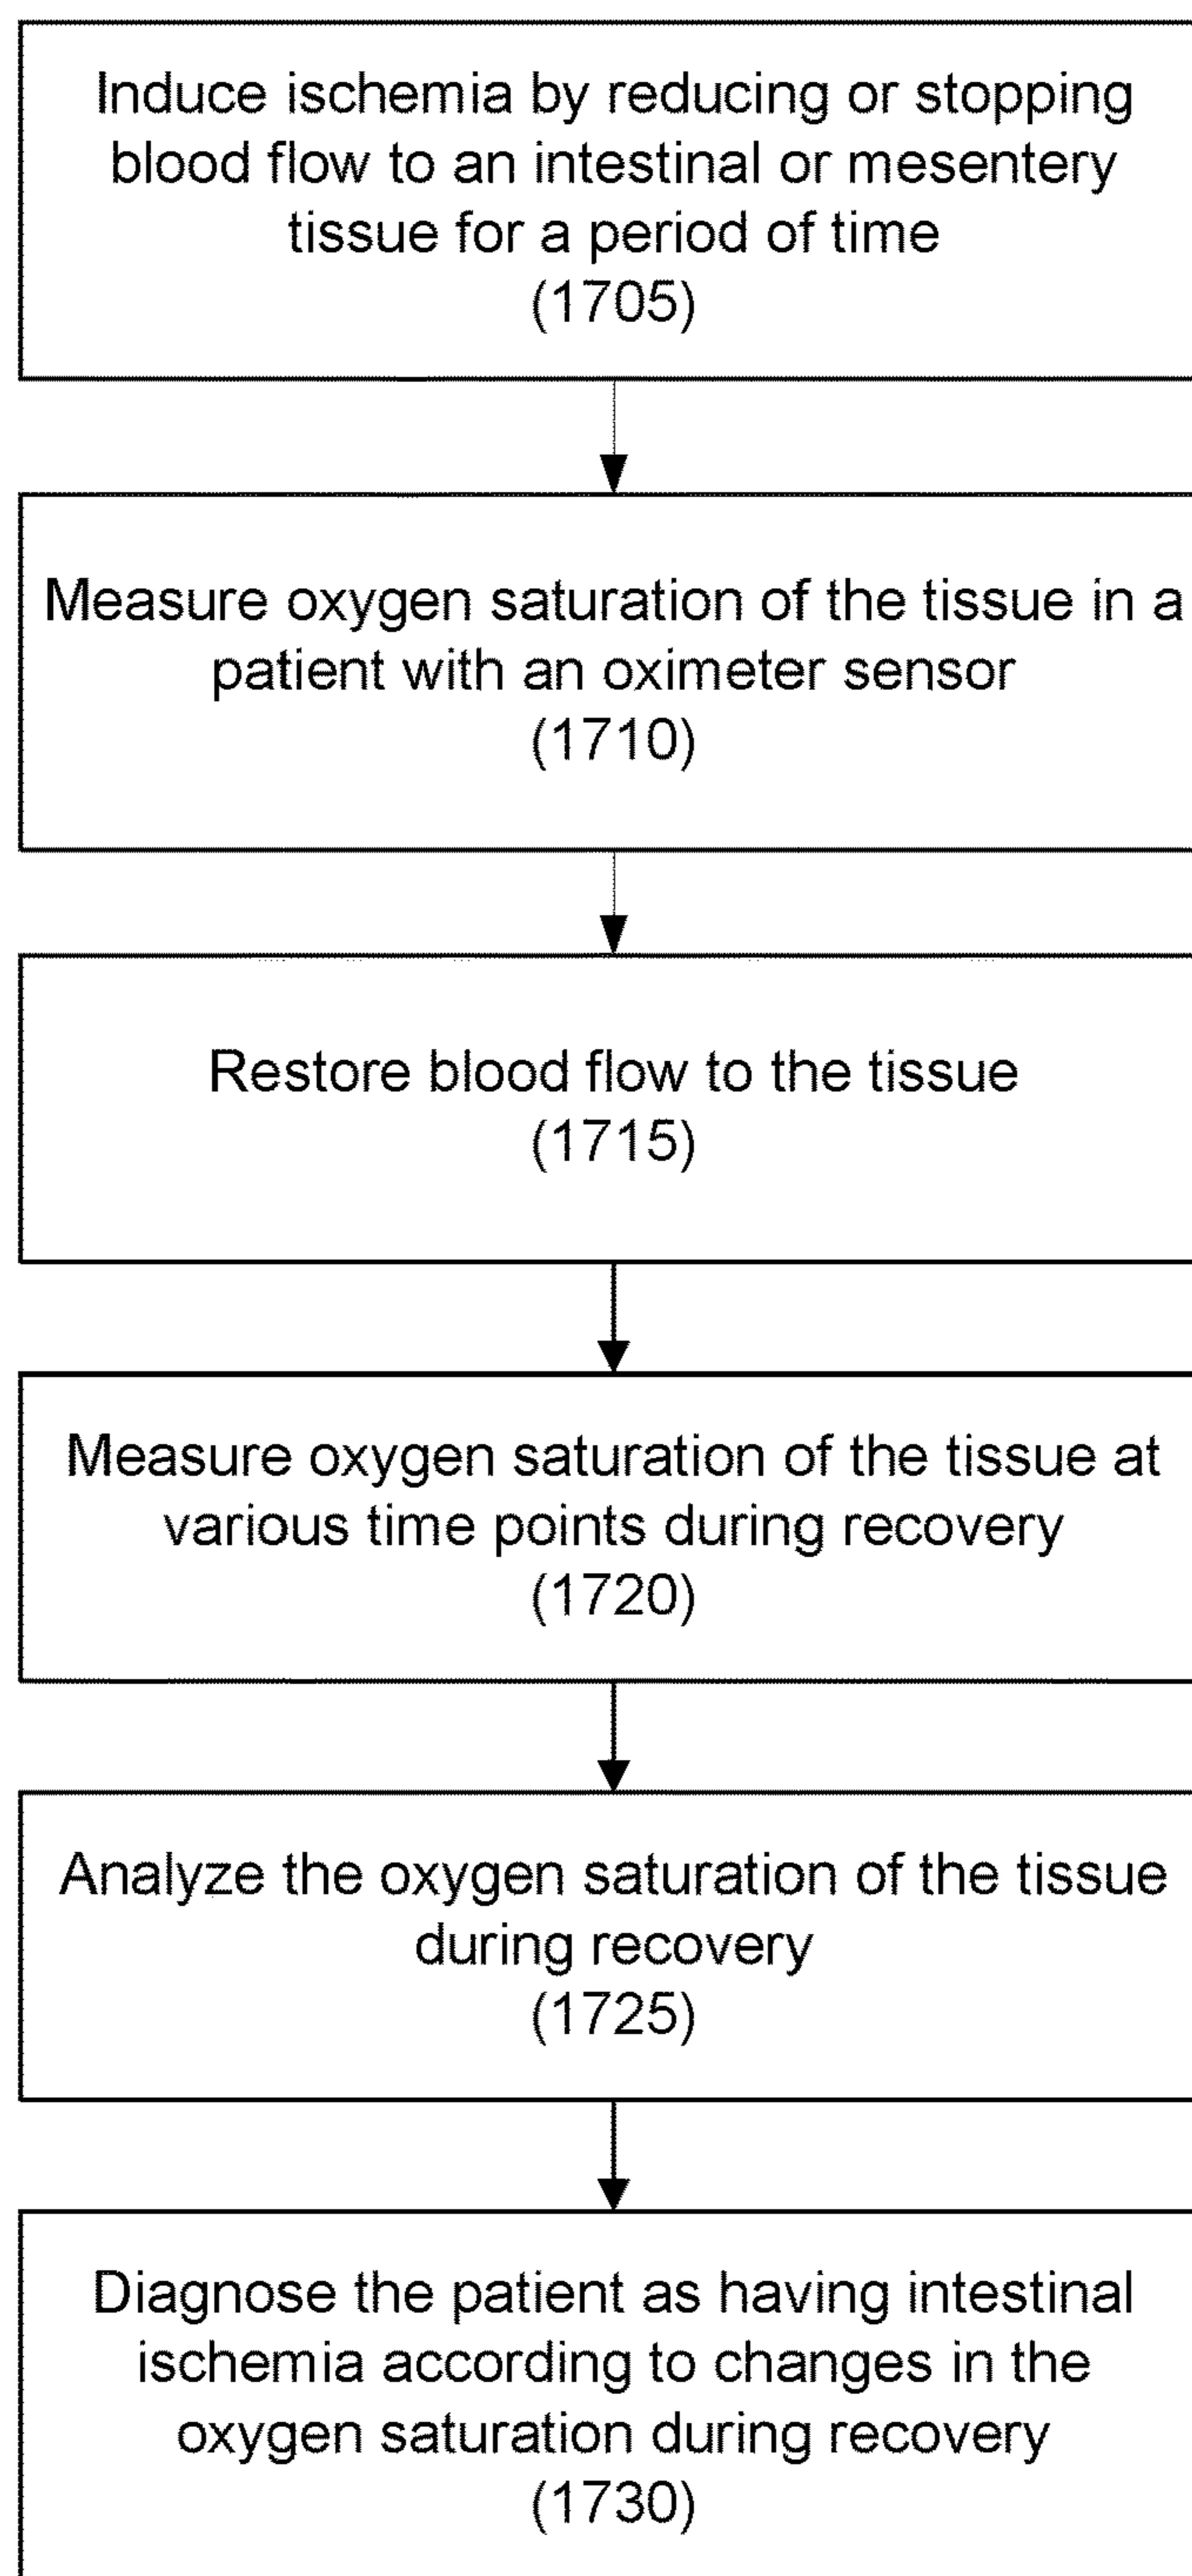 Induce ischemia by reducing or stopping
blood flow to an intestinal or mesentery
tissue for a period of time
(1705)
Measure oxygen saturation of the tissue in a
patient with an oximeter sensor
(1710)
Restore blood flow to the tissue
(1715)
Measure oxygen saturation of the tissue at
various time points during recovery
(1720)
Analyze the oxygen saturation of the tissue
during recovery
(1725)
Diagnose the patient as having intestinal
ischemia according to changes in the
oxygen saturation during recovery
(1730)